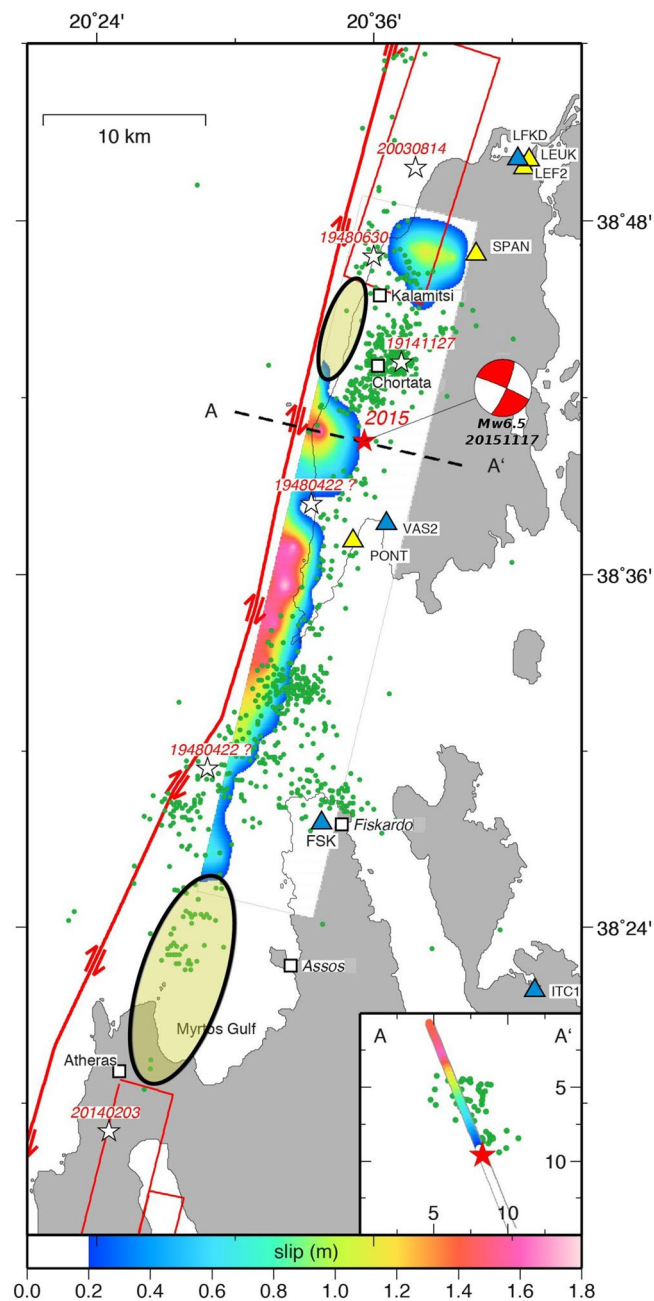 20°24' 20°36'
10 km
LFKD
LEUK
LEF2
20030814
38°48'
19480630
SPAN
Kalamitsi
19141127
Chortata
A
2015
Mw6.5
20151117
A'
19480422 ?
VAS2
PONT
38°36'
19480422 ?
FSK
Fiskardo
38°24'
Assos
ITC1
Myrtos Gulf
Atheras
20140203
A A'
5
10
5 10
slip (m)
0.0 0.2 0.4 0.6 0.8 1.0 1.2 1.4 1.6 1.8